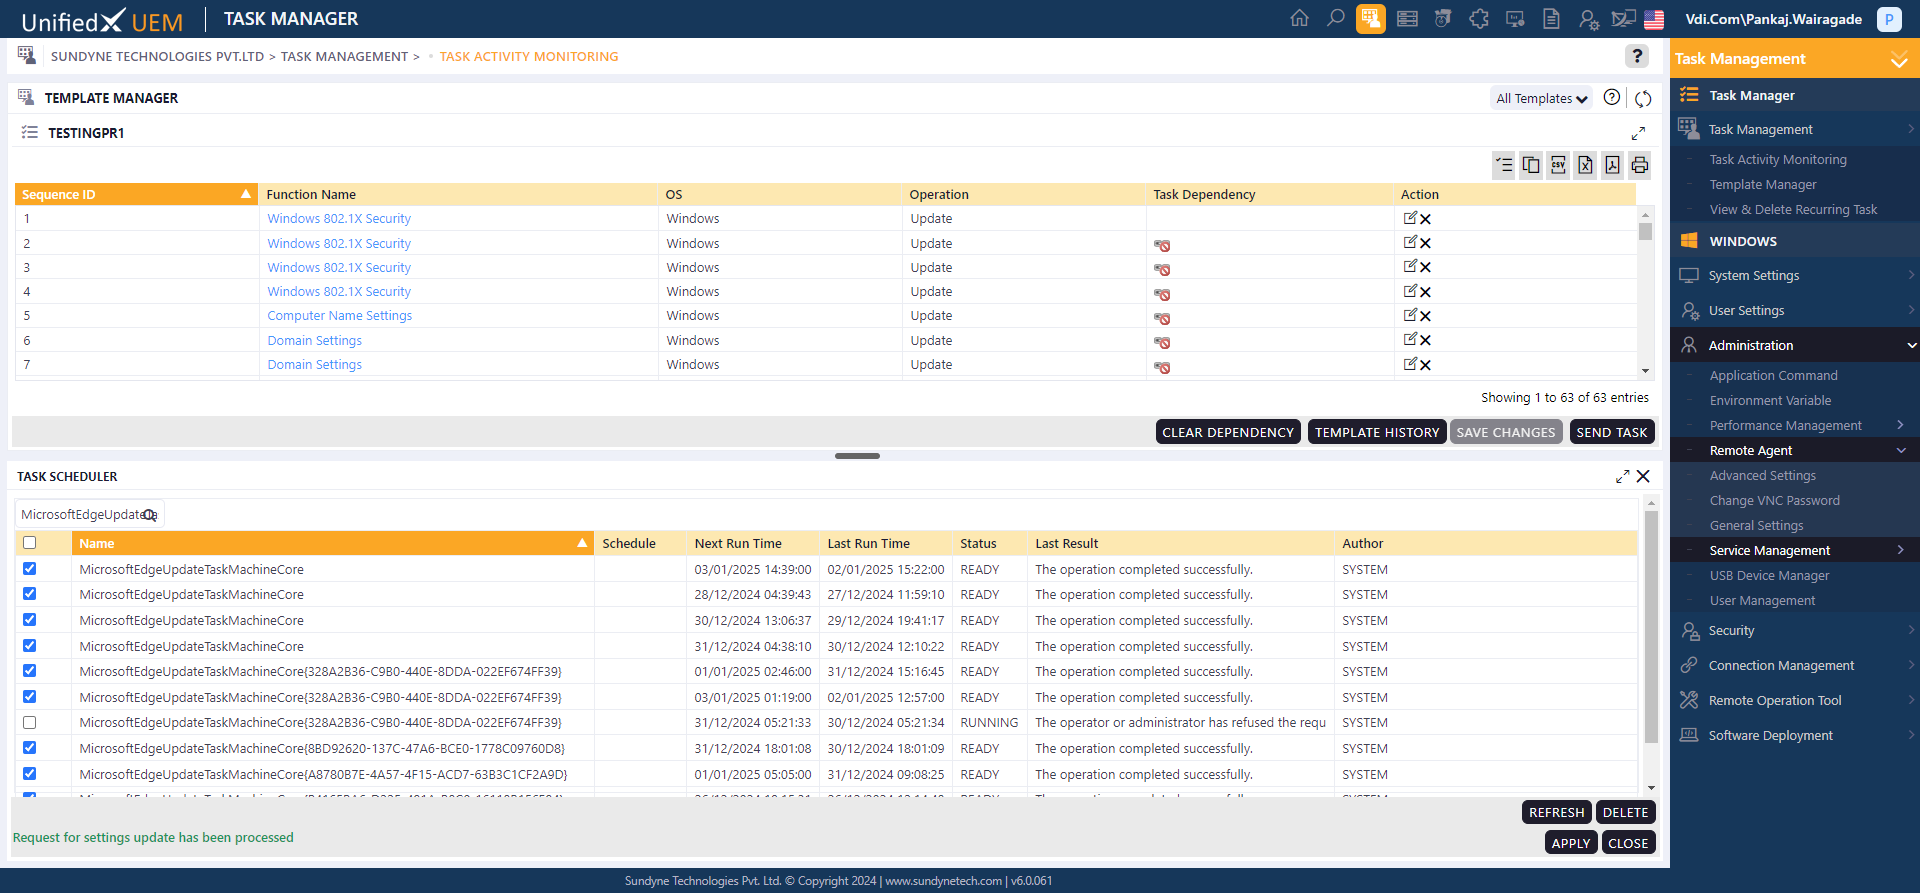 UnifiedX UEM
TASK MANAGER
Vdi.Com\Pankaj.Wairagade
P
SUNDYNE TECHNOLOGIES PVT.LTD > TASK MANAGEMENT > • TASK ACTIVITY MONITORING
?
TEMPLATE MANAGER
All Templates
?
TESTINGPR1
CSV
Sequence ID Function Name OS Operation Task Dependency Action
1 Windows 802.1X Security Windows Update
2 Windows 802.1X Security Windows Update
3 Windows 802.1X Security Windows Update
4 Windows 802.1X Security Windows Update
5 Computer Name Settings Windows Update
6 Domain Settings Windows Update
7 Domain Settings Windows Update
Showing 1 to 63 of 63 entries
CLEAR DEPENDENCY TEMPLATE HISTORY SAVE CHANGES SEND TASK
TASK SCHEDULER
MicrosoftEdgeUpdateTa
Name Schedule Next Run Time Last Run Time Status Last Result Author
MicrosoftEdgeUpdateTaskMachineCore 03/01/2025 14:39:00 02/01/2025 15:22:00 READY The operation completed successfully. SYSTEM
MicrosoftEdgeUpdateTaskMachineCore 28/12/2024 04:39:43 27/12/2024 11:59:10 READY The operation completed successfully. SYSTEM
MicrosoftEdgeUpdateTaskMachineCore 30/12/2024 13:06:37 29/12/2024 19:41:17 READY The operation completed successfully. SYSTEM
MicrosoftEdgeUpdateTaskMachineCore 31/12/2024 04:38:10 30/12/2024 12:10:22 READY The operation completed successfully. SYSTEM
MicrosoftEdgeUpdateTaskMachineCore{328A2B36-C9B0-440E-8DDA-022EF674FF39} 01/01/2025 02:46:00 31/12/2024 15:16:45 READY The operation completed successfully. SYSTEM
MicrosoftEdgeUpdateTaskMachineCore{328A2B36-C9B0-440E-8DDA-022EF674FF39} 03/01/2025 01:19:00 02/01/2025 12:57:00 READY The operation completed successfully. SYSTEM
MicrosoftEdgeUpdateTaskMachineCore{328A2B36-C9B0-440E-8DDA-022EF674FF39} 31/12/2024 05:21:33 30/12/2024 05:21:34 RUNNING The operator or administrator has refused the requ SYSTEM
MicrosoftEdgeUpdateTaskMachineCore{8BD92620-137C-47A6-BCE0-1778C09760D8} 31/12/2024 18:01:08 30/12/2024 18:01:09 READY The operation completed successfully. SYSTEM
MicrosoftEdgeUpdateTaskMachineCore{A8780B7E-4A57-4F15-ACD7-63B3C1CF2A9D} 01/01/2025 05:05:00 31/12/2024 09:08:25 READY The operation completed successfully. SYSTEM
REFRESH DELETE
Request for settings update has been processed
APPLY CLOSE
Task Management
Task Manager
Task Management
Task Activity Monitoring
Template Manager
View & Delete Recurring Task
WINDOWS
System Settings
User Settings
Administration
Application Command
Environment Variable
Performance Management
Remote Agent
Advanced Settings
Change VNC Password
General Settings
Service Management
USB Device Manager
User Management
Security
Connection Management
Remote Operation Tool
Software Deployment
Sundyne Technologies Pvt. Ltd. © Copyright 2024 | www.sundynetech.com | v6.0.061